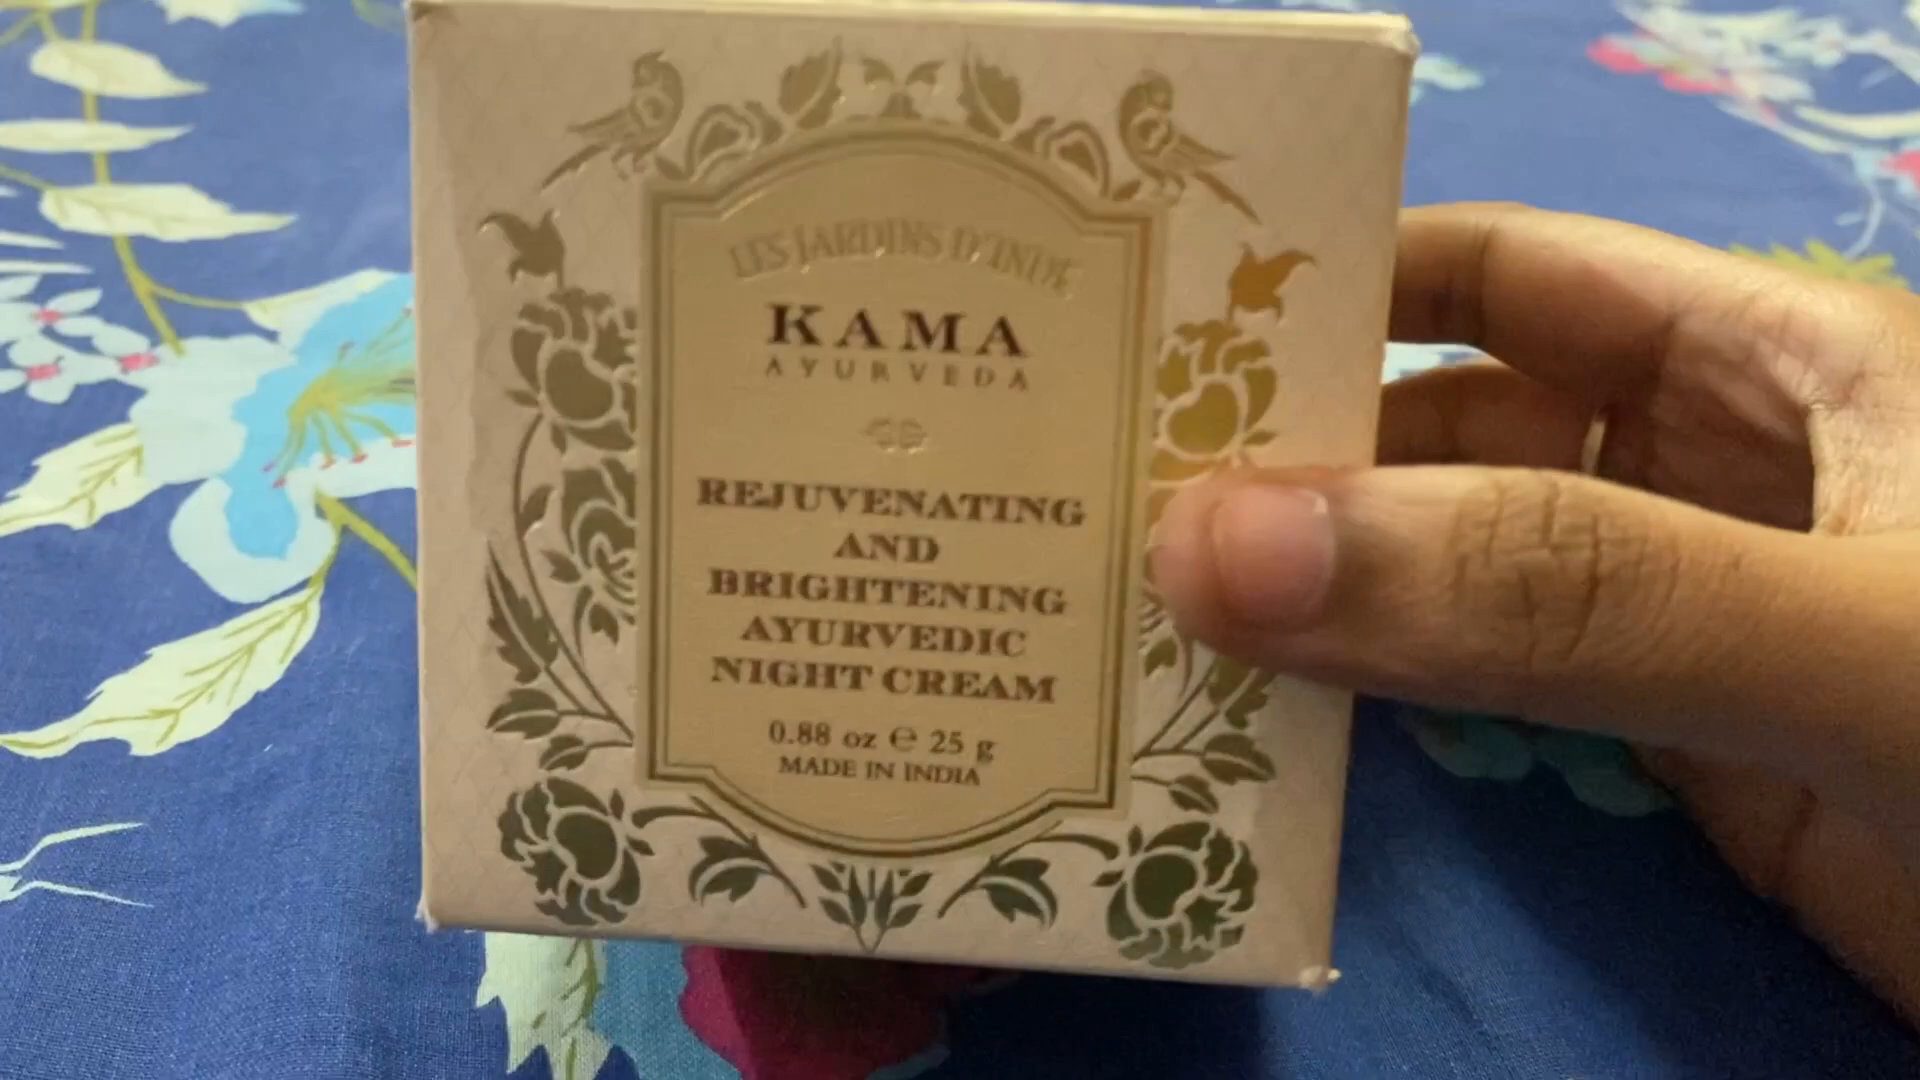 LES JARDINS D'INDE
KAMA
AYURVEDA
REJUVENATING
AND
BRIGHTENING
AYURVEDIC
NIGHT CREAM
0.88 oz ℮ 25 g
MADE IN INDIA